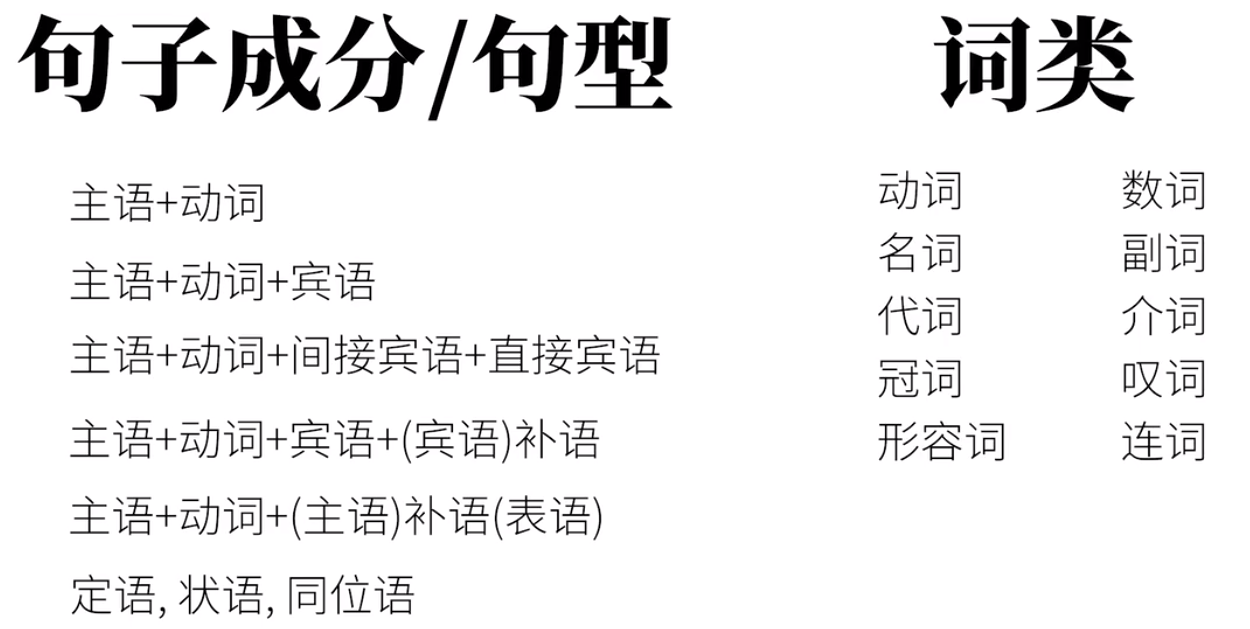 句子成分/句型
主语+动词
主语+动词+宾语
主语+动词+间接宾语+直接宾语
主语+动词+宾语+(宾语)补语
主语+动词+(主语)补语(表语)
定语, 状语, 同位语
词类
动词 数词
名词 副词
代词 介词
冠词 叹词
形容词 连词